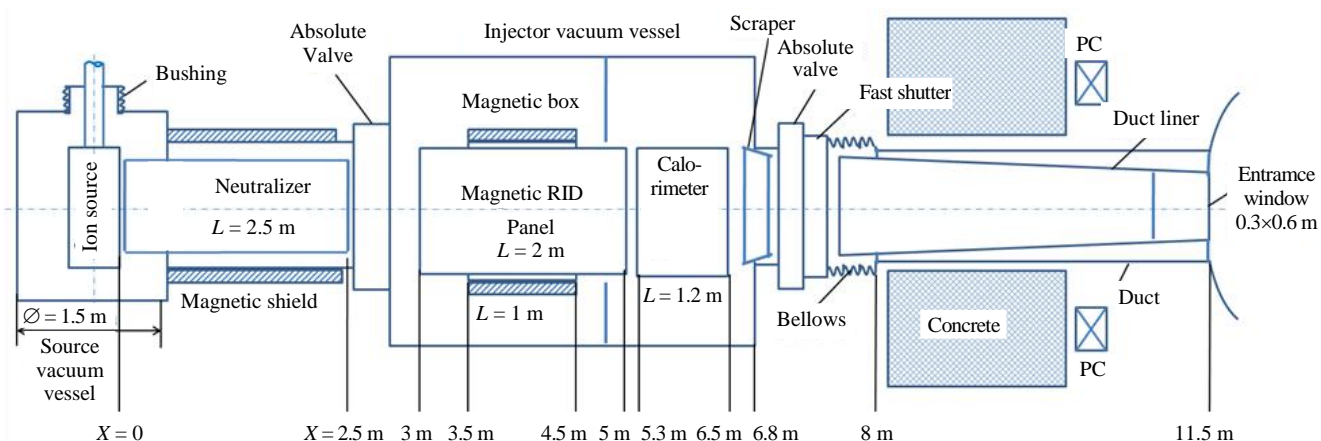 Scraper
Absolute
Valve
Injector vacuum vessel
Absolute
valve
PC
Bushing
Fast shutter
Magnetic box
Duct liner
Ion source
Neutralizer
L = 2.5 m
Magnetic RID
Panel
L = 2 m
Calo-
rimeter
Entramce
window
0.3×0.6 m
Magnetic shield
L = 1 m
L = 1.2 m
Bellows
Duct
∅ = 1.5 m
Source
vacuum
vessel
Concrete
PC
X = 0
X = 2.5 m
3 m
3.5 m
4.5 m
5 m
5.3 m
6.5 m
6.8 m
8 m
11.5 m